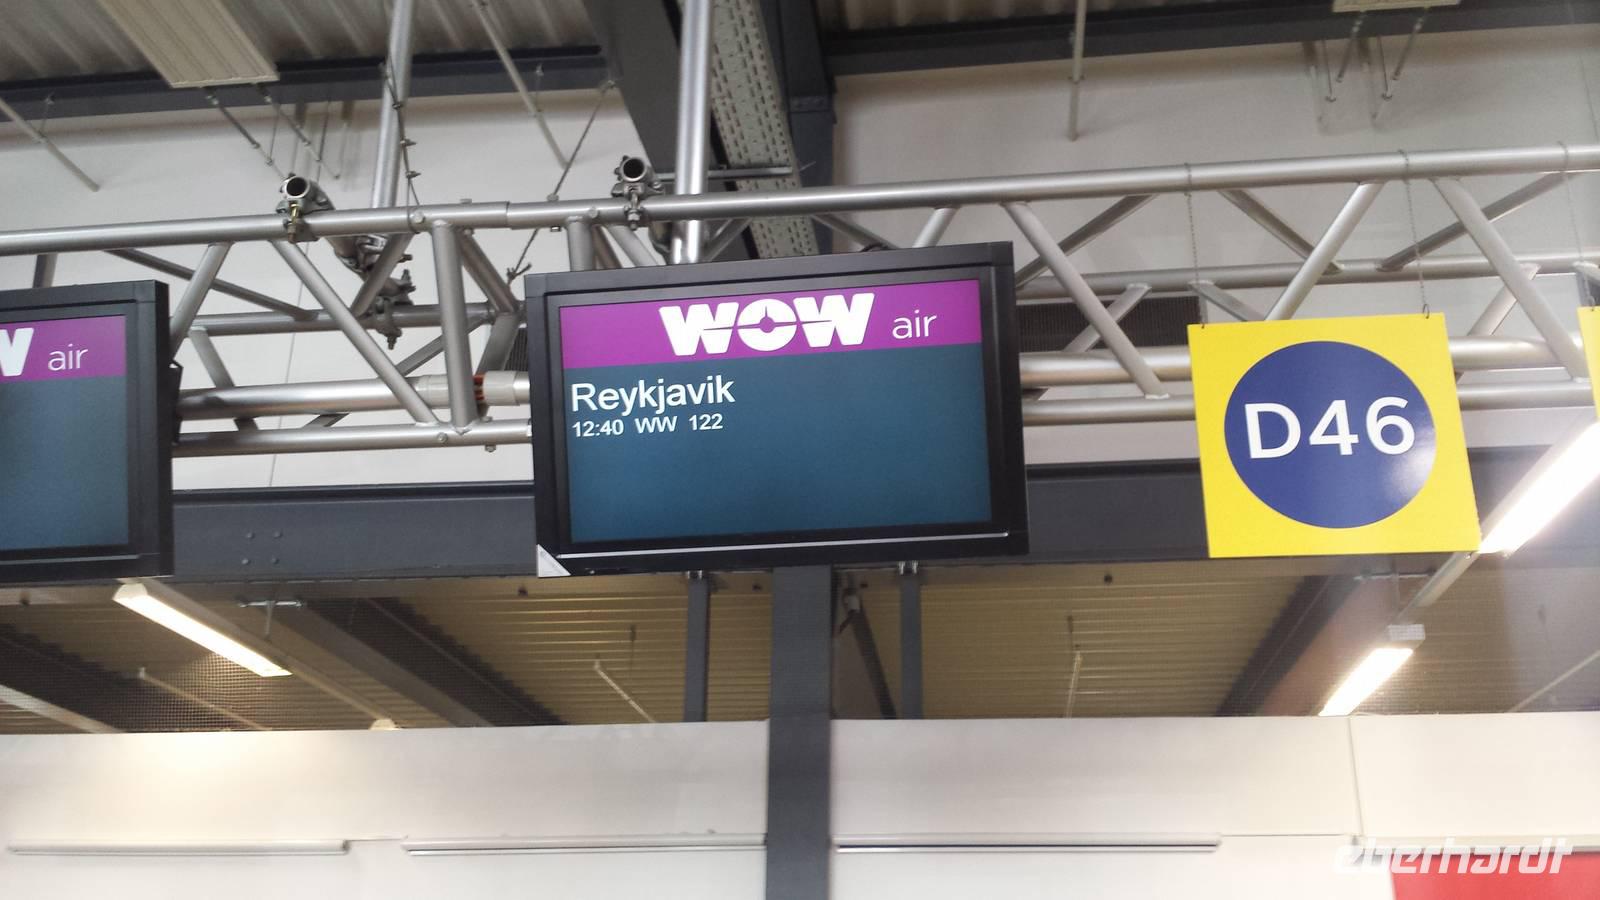 W air
WOW air
Reykjavik
12:40 WW 122
D46
eberhardt